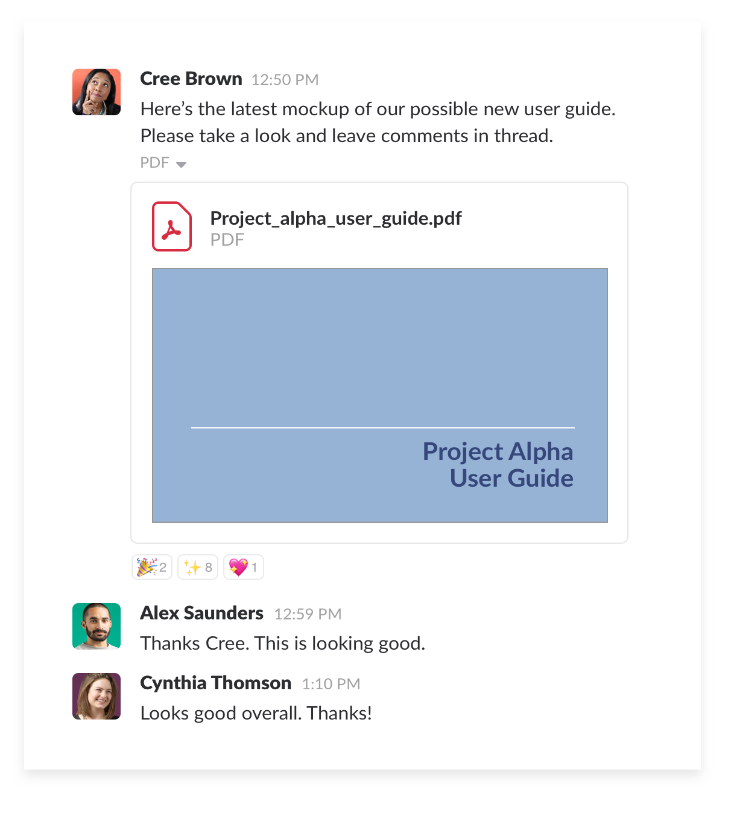 Cree Brown 12:50 PM
Here’s the latest mockup of our possible new user guide.
Please take a look and leave comments in thread.
PDF
Project_alpha_user_guide.pdf
PDF
Project Alpha
User Guide
2 8 1
Alex Saunders 12:59 PM
Thanks Cree. This is looking good.
Cynthia Thomson 1:10 PM
Looks good overall. Thanks!